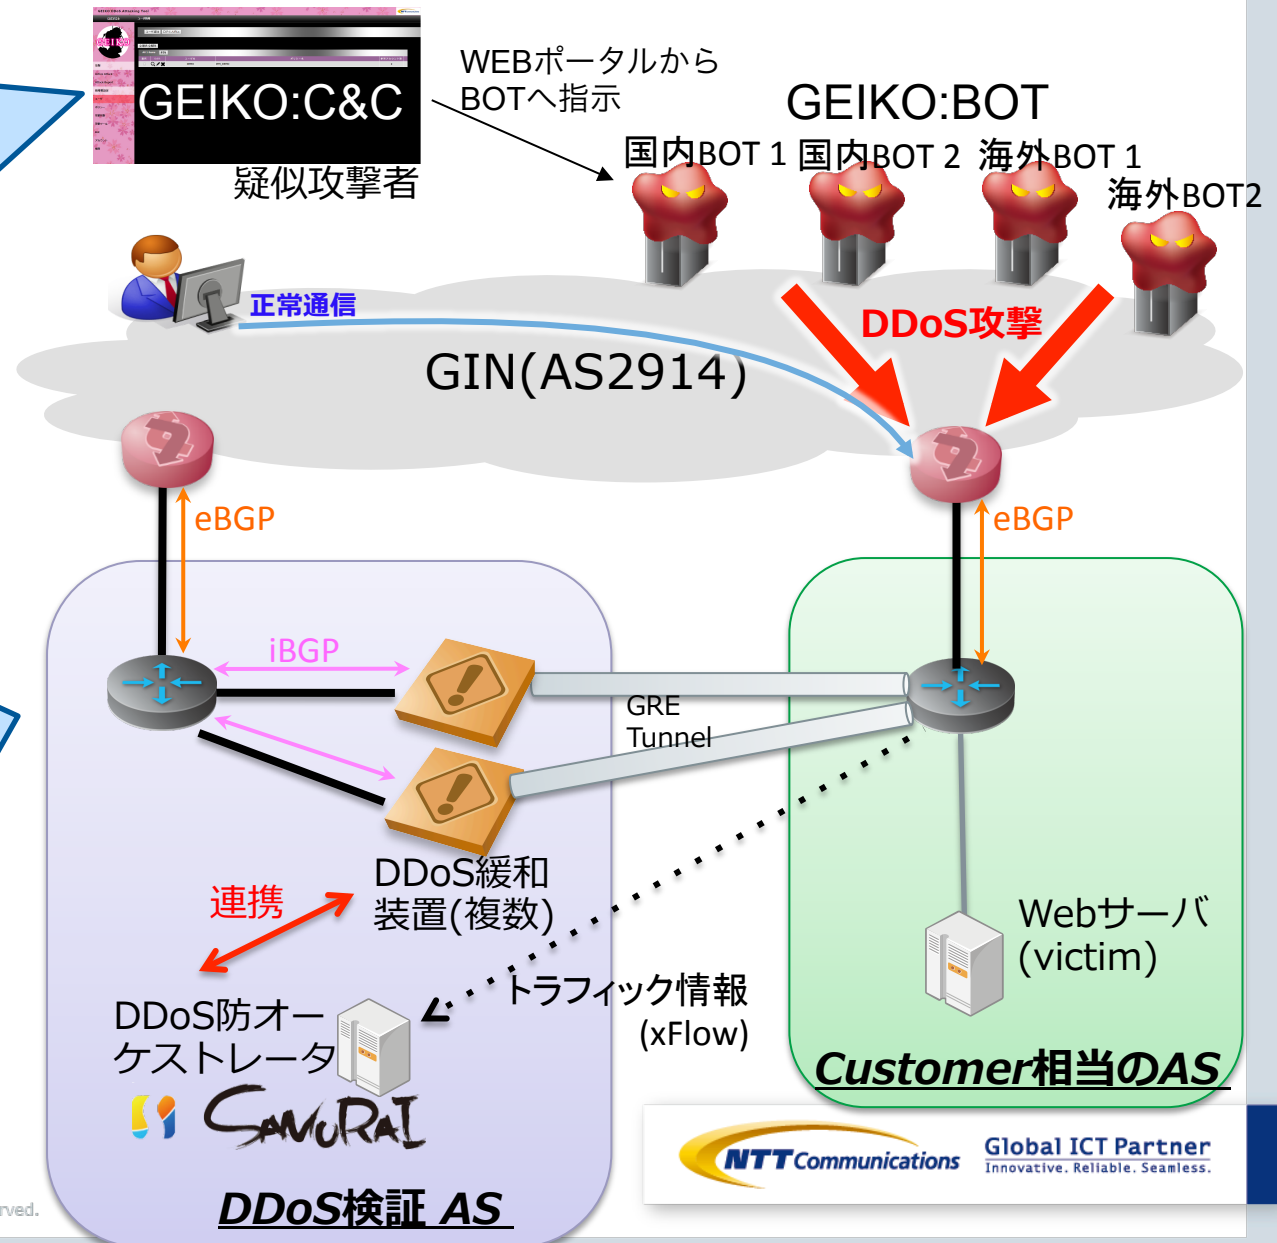 GEIKO DDoS Attacking Tool
GEIKO
GEIKO:C&C
疑似攻撃者
WEBポータルから
BOTへ指示
GEIKO:BOT
国内BOT 1
国内BOT 2
海外BOT 1
海外BOT2
正常通信
DDoS攻撃
GIN(AS2914)
eBGP
eBGP
iBGP
GRE
Tunnel
DDoS緩和
装置(複数)
連携
DDoS防オー
ケストレータ
SAMURAI
トラフィック情報
(xFlow)
Webサーバ
(victim)
Customer相当のAS
DDoS検証 AS
NTT Communications
Global ICT Partner
Innovative. Reliable. Seamless.
rved.